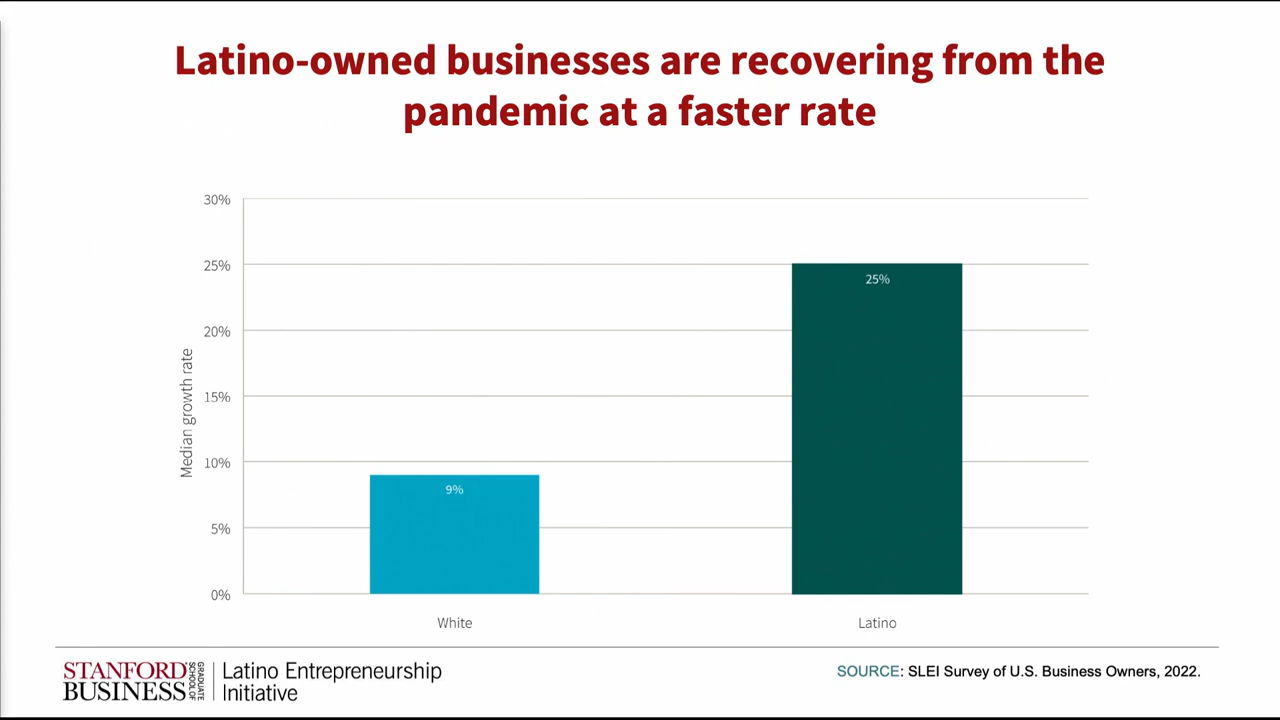 Latino-owned businesses are recovering from the
pandemic at a faster rate
30%
25%
20%
15%
10%
5%
0%
Median growth rate
9%
25%
White
Latino
STANFORD
BUSINESS
GRADUATE
SCHOOL OF
Latino Entrepreneurship
Initiative
SOURCE: SLEI Survey of U.S. Business Owners, 2022.